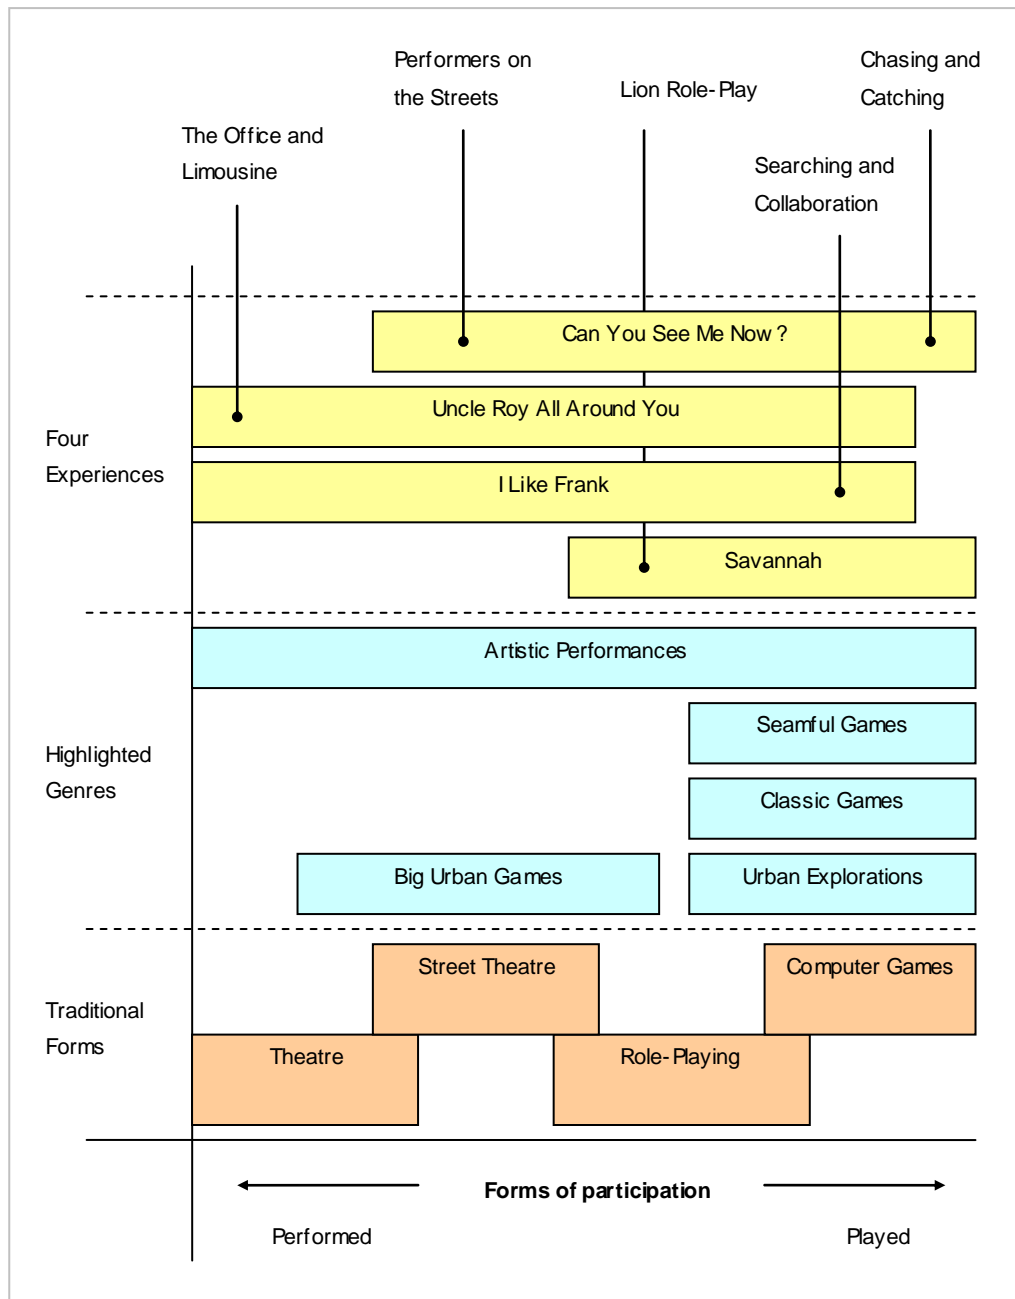 Performers on
the Streets
Lion Role-Play
Chasing and
Catching
The Office and
Limousine
Searching and
Collaboration
Can You See Me Now?
Uncle Roy All Around You
Four
Experiences
I Like Frank
Savannah
Artistic Performances
Seamful Games
Highlighted
Genres
Classic Games
Big Urban Games
Urban Explorations
Street Theatre
Computer Games
Traditional
Forms
Theatre
Role-Playing
Forms of participation
Performed
Played